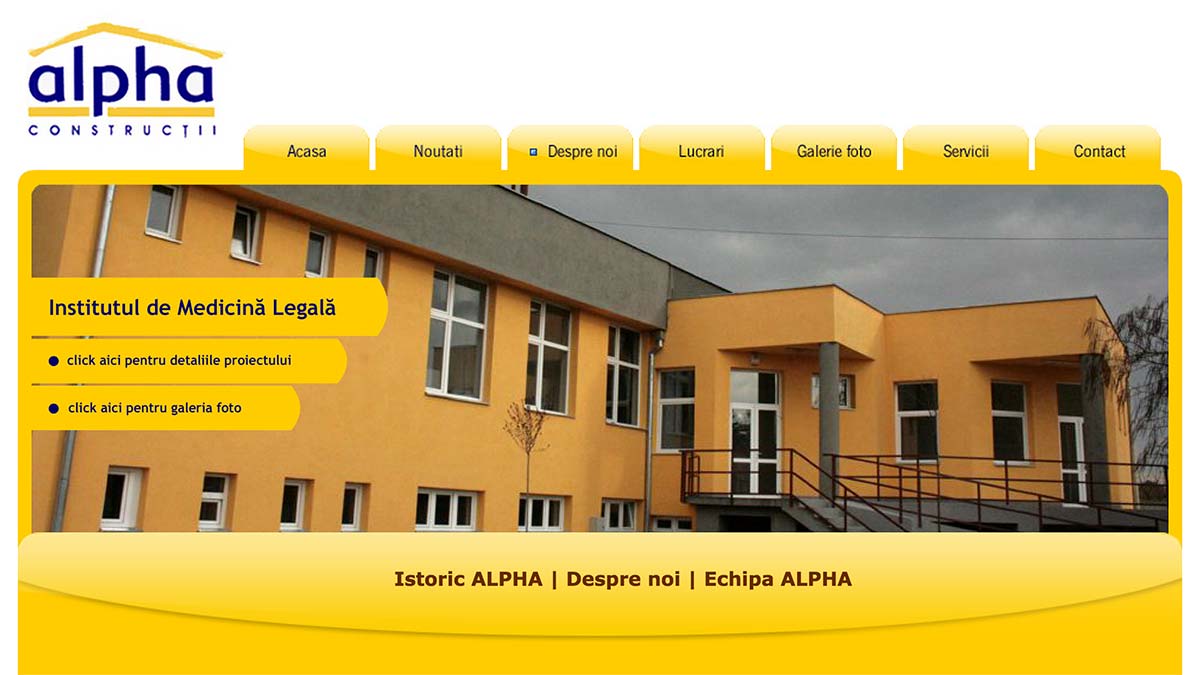 alpha
CONSTRUCȚII
Acasa
Noutati
Despre noi
Lucrari
Galerie foto
Servicii
Contact
Institutul de Medicină Legală
click aici pentru detaliile proiectului
click aici pentru galeria foto
Istoric ALPHA | Despre noi | Echipa ALPHA